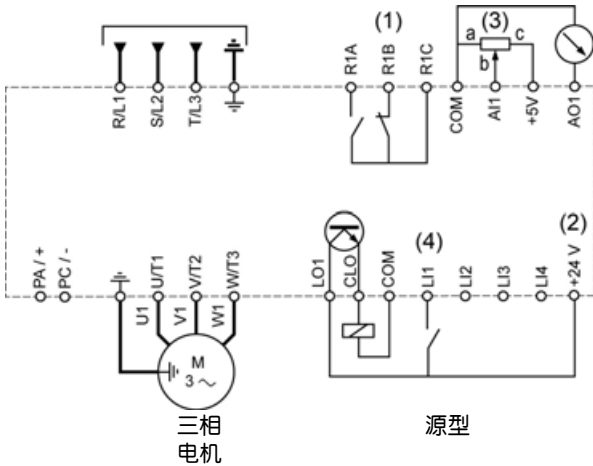 (1)
(3)
a
c
b
R1A
R1B
R1C
R/L1
S/L2
T/L3
COM
AI1
+5V
AO1
(4)
(2)
PA / +
PC / -
U/T1
V/T2
W/T3
LO1
CLO
COM
LI1
LI2
LI3
LI4
+24 V
U1
V1
W1
M
3 ~
三相
电机
源型